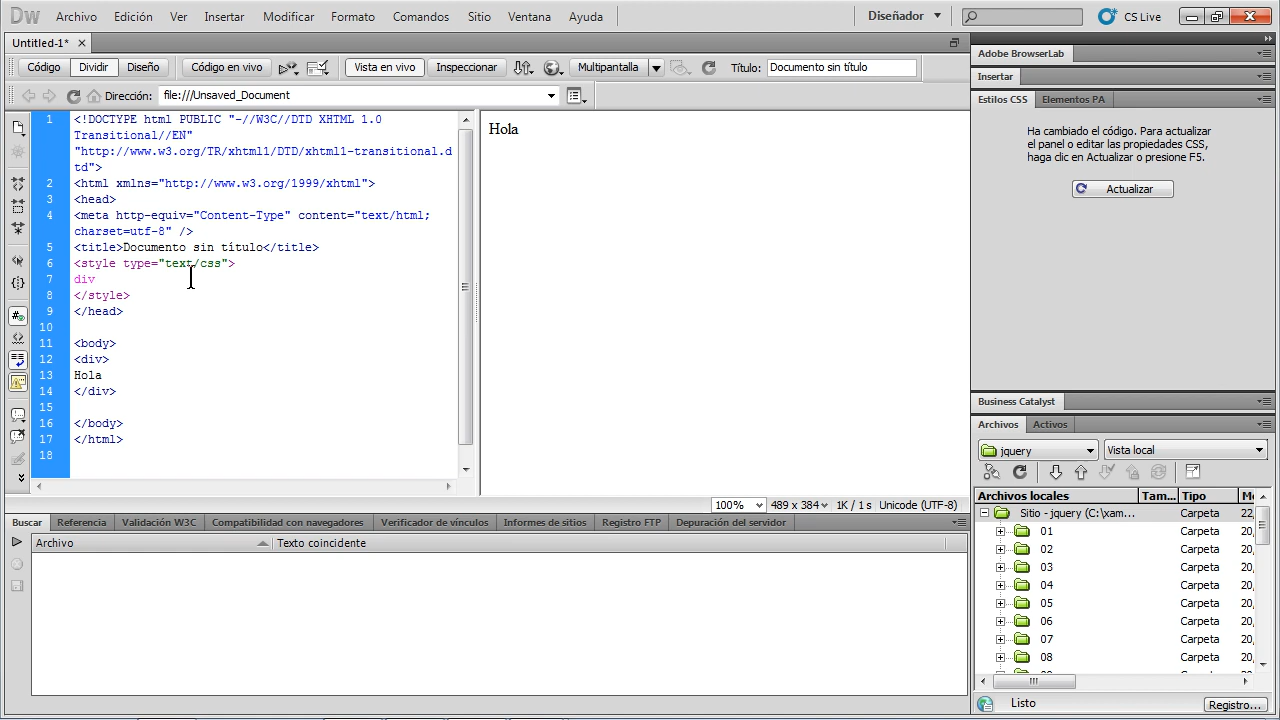 Dw Archivo Edición Ver Insertar Modificar Formato Comandos Sitio Ventana Ayuda Diseñador CS Live
Untitled-1*
Código Dividir Diseño Código en vivo Vista en vivo Inspeccionar Multipantalla Título: Documento sin título
Dirección: file:///Unsaved_Document
1 <!DOCTYPE html PUBLIC "-//W3C//DTD XHTML 1.0
Transitional//EN"
"http://www.w3.org/TR/xhtml1/DTD/xhtml1-transitional.d
td">
2 <html xmlns="http://www.w3.org/1999/xhtml">
3 <head>
4 <meta http-equiv="Content-Type" content="text/html;
charset=utf-8" />
5 <title>Documento sin título</title>
6 <style type="text/css">
7 div
8 </style>
9 </head>
10
11 <body>
12 <div>
13 Hola
14 </div>
15
16 </body>
17 </html>
18
Hola
100% 489 x 384 1K / 1 s Unicode (UTF-8)
Buscar Referencia Validación W3C Compatibilidad con navegadores Verificador de vínculos Informes de sitios Registro FTP Depuración del servidor
Archivo Texto coincidente
Adobe BrowserLab
Insertar
Estilos CSS Elementos PA
Ha cambiado el código. Para actualizar
el panel o editar las propiedades CSS,
haga clic en Actualizar o presione F5.
Actualizar
Business Catalyst
Archivos Activos
jquery Vista local
Archivos locales Tam... Tipo Mo
Sitio - jquery (C:\xam... Carpeta 22,
01 Carpeta 20,
02 Carpeta 20,
03 Carpeta 20,
04 Carpeta 20,
05 Carpeta 20,
06 Carpeta 20,
07 Carpeta 20,
08 Carpeta 20,
Listo Registro...